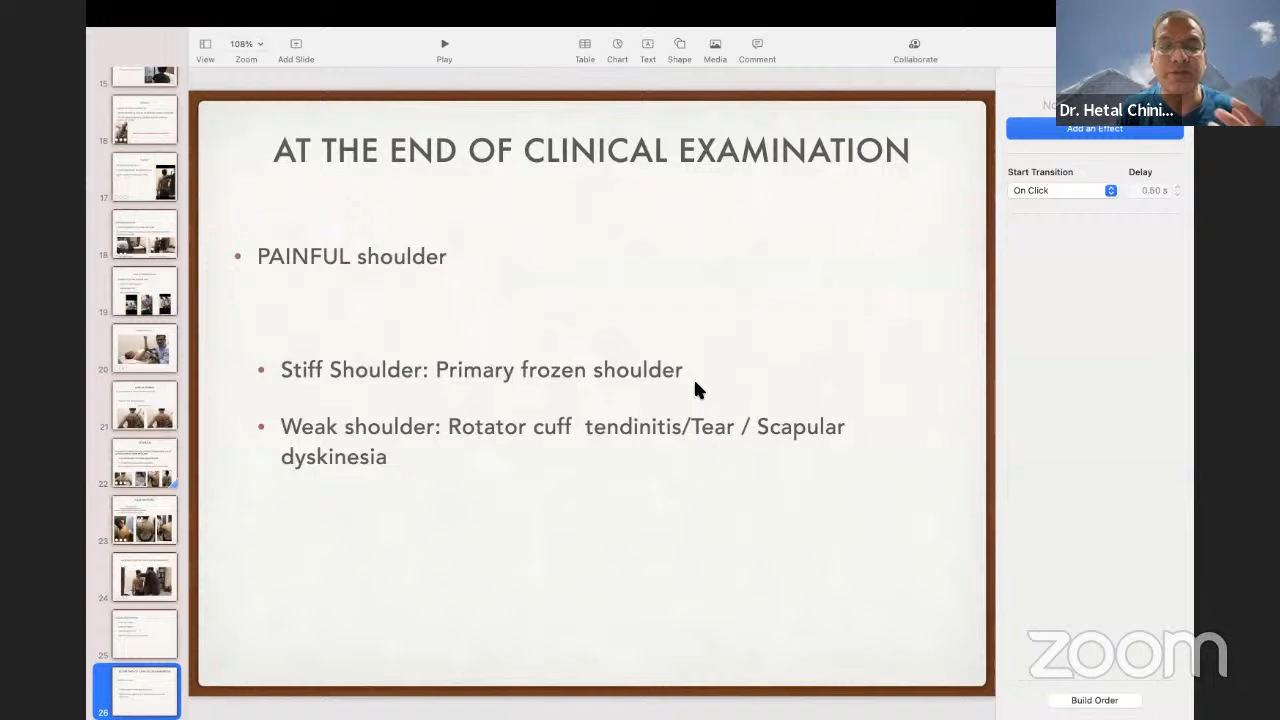 108%
View
Zoom
Add Slide
Play
Table
Chart
Text
Shape
Media
Comment
Collaborate
Dr. Hetal Chini...
Add an Effect
Start Transition
Delay
On Click
0.50 s
15
18
17
18
19
20
21
22
23
24
25
26
AT THE END OF CLINICAL EXAMINATION
• PAINFUL shoulder
• Stiff Shoulder: Primary frozen shoulder
• Weak shoulder: Rotator cuff tendinitis/Tear / Scapular
dyskinesia
zoom
Build Order